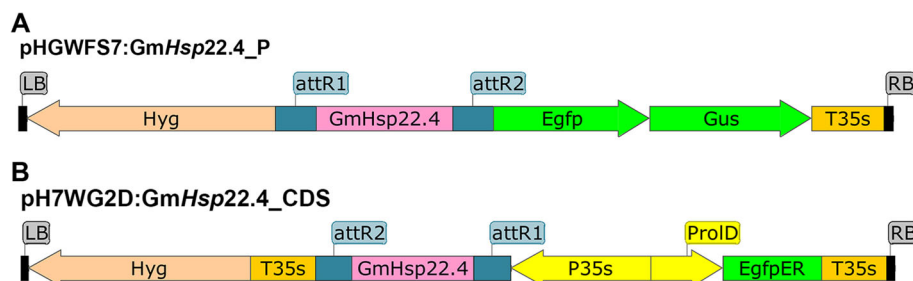 A
pHGWFS7:GmHsp22.4_P
LB attR1 attR2 RB
Hyg GmHsp22.4 Egfp Gus T35s
B
pH7WG2D:GmHsp22.4_CDS
LB attR2 attR1 ProlD RB
Hyg T35s GmHsp22.4 P35s EgfpER T35s